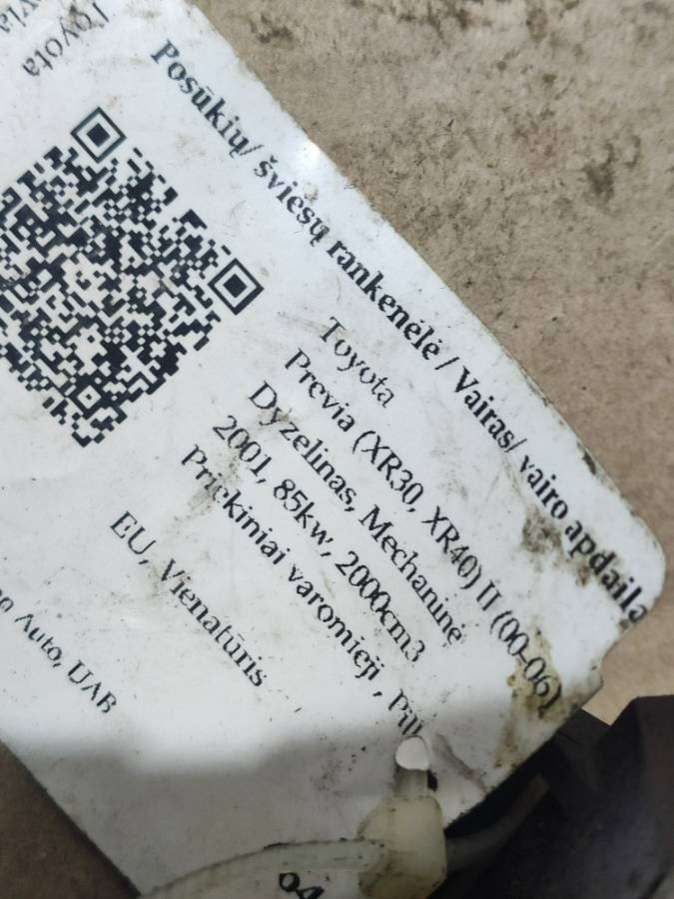 Toyota
Posūkių/ šviesų rankenėlė / Vairas/ vairo apdaila
Toyota
Previa (XR30, XR40) II (00-06)
Dyzelinas, Mechaninė
2001, 85kw, 2000cm3
Priekiniai varomieji , Pil
EU, Vienatūris
Auto, UAB
04